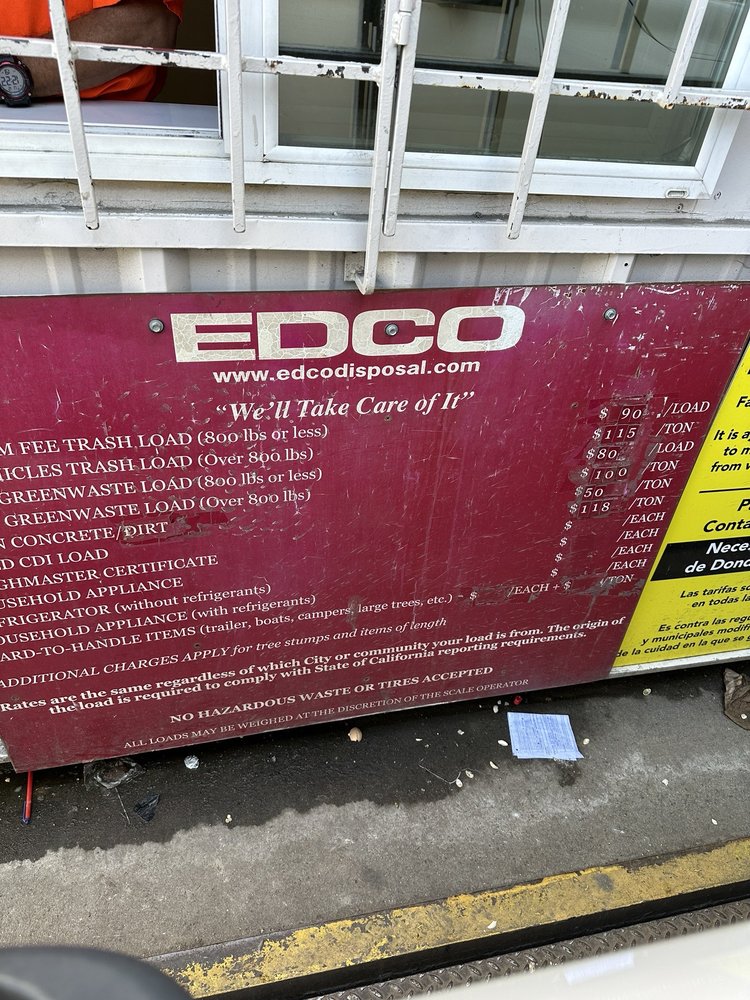 EDCO
www.edcodisposal.com
"We'll Take Care of It"
M FEE TRASH LOAD (800 lbs or less) $ 90 /LOAD
HICLES TRASH LOAD (Over 800 lbs) $ 115 /TON
GREENWASTE LOAD (800 lbs or less) $ 80 /LOAD
GREENWASTE LOAD (Over 800 lbs) $ 100 /TON
N CONCRETE/DIRT $ 50 /TON
D CDI LOAD $ 118 /TON
GHMASTER CERTIFICATE $ /EACH
USEHOLD APPLIANCE $ /EACH
FRIGERATOR (without refrigerants) $ /EACH
OUSEHOLD APPLIANCE (with refrigerants) $ /EACH
ARD-TO-HANDLE ITEMS (trailer, boats, campers, large trees, etc.) - $ /EACH + $ /TON
ADDITIONAL CHARGES APPLY for tree stumps and items of length
Rates are the same regardless of which City or community your load is from. The origin of
the load is required to comply with State of California reporting requirements.
NO HAZARDOUS WASTE OR TIRES ACCEPTED
ALL LOADS MAY BE WEIGHED AT THE DISCRETION OF THE SCALE OPERATOR
Fa
It is a
to m
from w
Pa
Conta
Nece
de Dond
Las tarifas so
en todas la
Es contra las regu
y municipales modifi
de la cuidad en la que se